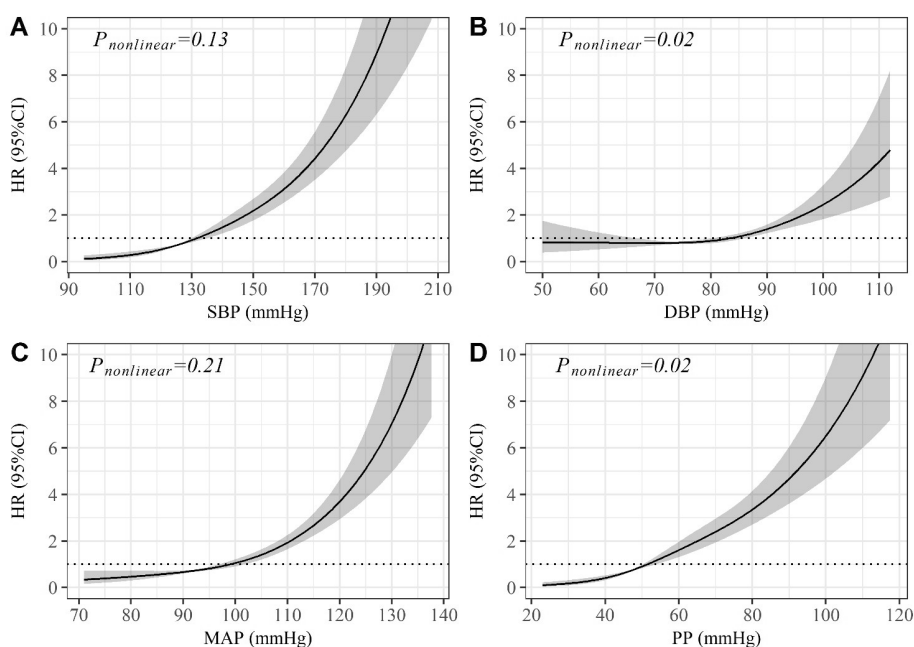 A
P nonlinear=0.13
HR (95%CI)
10
8
6
4
2
0
90 110 130 150 170 190 210
SBP (mmHg)
B
P nonlinear=0.02
HR (95%CI)
10
8
6
4
2
0
50 60 70 80 90 100 110
DBP (mmHg)
C
P nonlinear=0.21
HR (95%CI)
10
8
6
4
2
0
70 80 90 100 110 120 130 140
MAP (mmHg)
D
P nonlinear=0.02
HR (95%CI)
10
8
6
4
2
0
20 40 60 80 100 120
PP (mmHg)